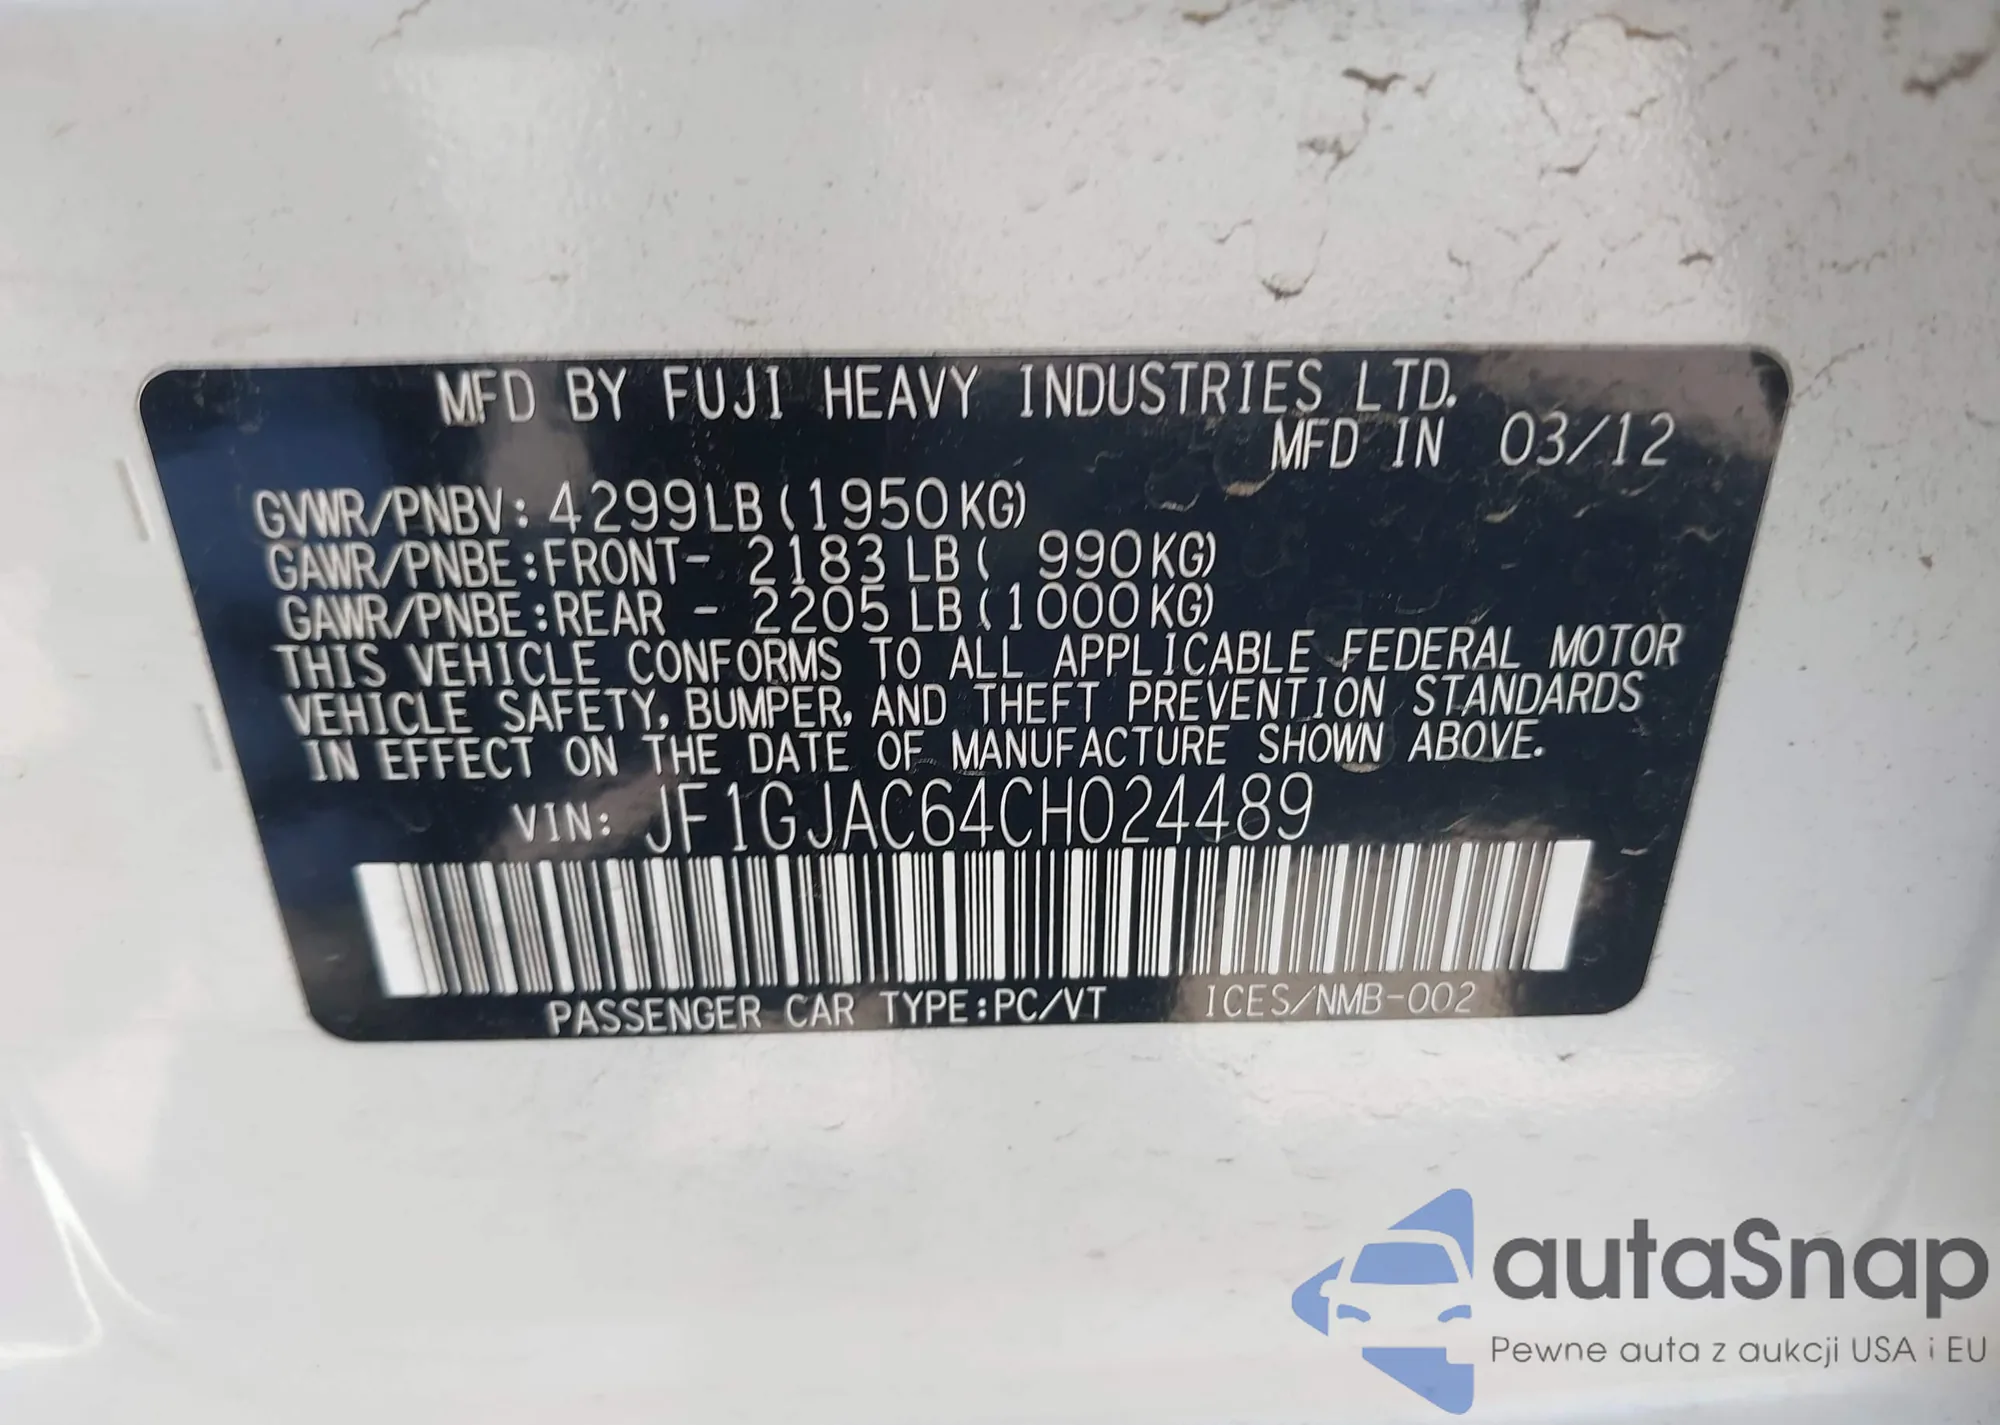 MFD BY FUJI HEAVY INDUSTRIES LTD.
MFD IN 03/12
GVWR/PNBV: 4299LB(1950KG)
GAWR/PNBE:FRONT- 2183 LB( 990KG)
GAWR/PNBE:REAR - 2205 LB(1000KG)
THIS VEHICLE CONFORMS TO ALL APPLICABLE FEDERAL MOTOR
VEHICLE SAFETY, BUMPER, AND THEFT PREVENTION STANDARDS
IN EFFECT ON THE DATE OF MANUFACTURE SHOWN ABOVE.
VIN: JF1GJAC64CH024489
PASSENGER CAR TYPE:PC/VT ICES/NMB-002
autaSnap
Pewne auta z aukcji USA i EU